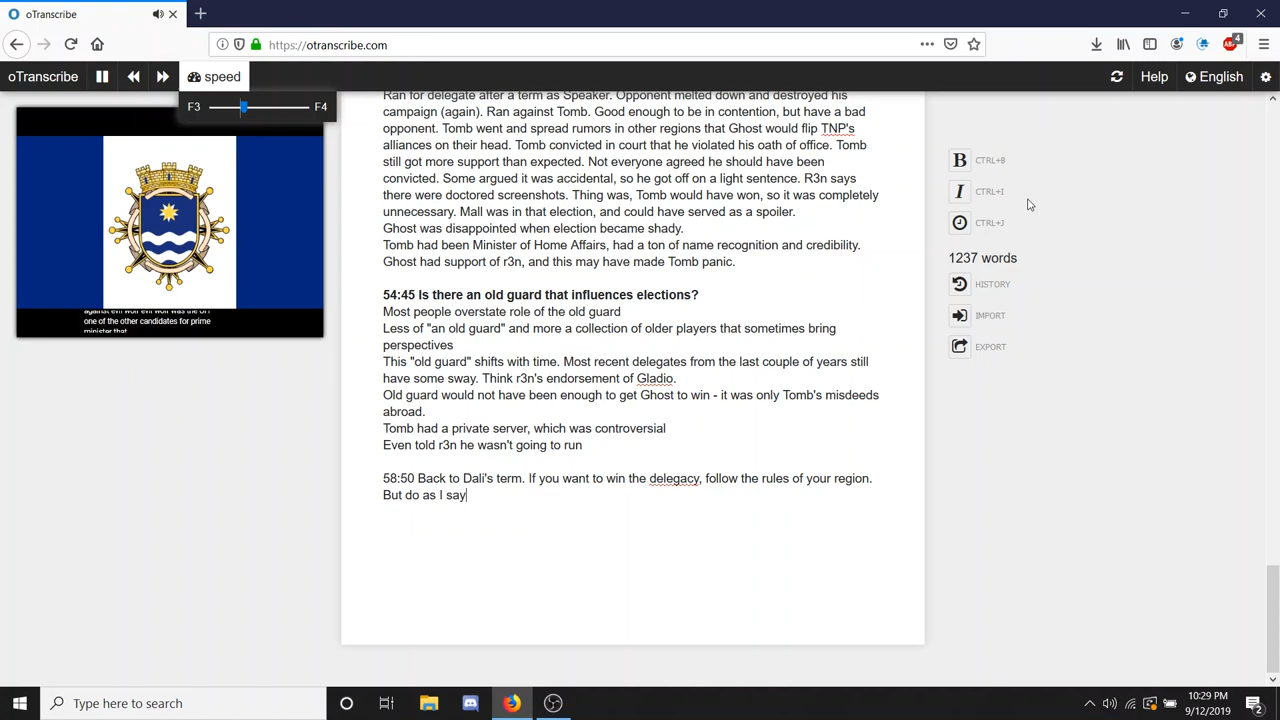 oTranscribe
https://otranscribe.com
4
oTranscribe
speed
Help
English
F3
F4
against evil wolf evil wolf was the
one of the other candidates for prime
minister that
Ran for delegate after a term as Speaker. Opponent melted down and destroyed his
campaign (again). Ran against Tomb. Good enough to be in contention, but have a bad
opponent. Tomb went and spread rumors in other regions that Ghost would flip TNP's
alliances on their head. Tomb convicted in court that he violated his oath of office. Tomb
still got more support than expected. Not everyone agreed he should have been
convicted. Some argued it was accidental, so he got off on a light sentence. R3n says
there were doctored screenshots. Thing was, Tomb would have won, so it was completely
unnecessary. Mall was in that election, and could have served as a spoiler.
Ghost was disappointed when election became shady.
Tomb had been Minister of Home Affairs, had a ton of name recognition and credibility.
Ghost had support of r3n, and this may have made Tomb panic.
54:45 Is there an old guard that influences elections?
Most people overstate role of the old guard
Less of "an old guard" and more a collection of older players that sometimes bring
perspectives
This "old guard" shifts with time. Most recent delegates from the last couple of years still
have some sway. Think r3n's endorsement of Gladio.
Old guard would not have been enough to get Ghost to win - it was only Tomb's misdeeds
abroad.
Tomb had a private server, which was controversial
Even told r3n he wasn't going to run
58:50 Back to Dali's term. If you want to win the delegacy, follow the rules of your region.
But do as I say
B CTRL+B
I CTRL+I
CTRL+J
1237 words
HISTORY
IMPORT
EXPORT
Type here to search
10:29 PM
9/12/2019
2